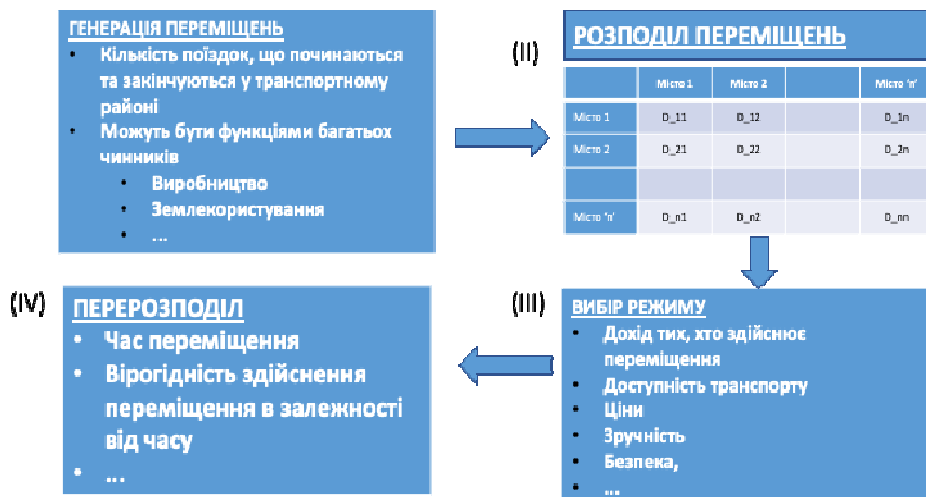 ГЕНЕРАЦІЯ ПЕРЕМІЩЕНЬ
• Кількість поїздок, що починаються
та закінчуються у транспортному
районі
• Можуть бути функціями багатьох
чинників
• Виробництво
• Землекористування
• ...
(II)
РОЗПОДІЛ ПЕРЕМІЩЕНЬ
Місто 1 Місто 2 Місто 'n'
Місто 1 D_11 D_12 D_1n
Місто 2 D_21 D_22 D_2n
Місто 'n' D_n1 D_n2 D_nn
(III)
ВИБІР РЕЖИМУ
• Дохід тих, хто здійснює
переміщення
• Доступність транспорту
• Ціни
• Зручність
• Безпека,
• ...
(IV)
ПЕРЕРОЗПОДІЛ
• Час переміщення
• Вірогідність здійснення
переміщення в залежності
від часу
• ...